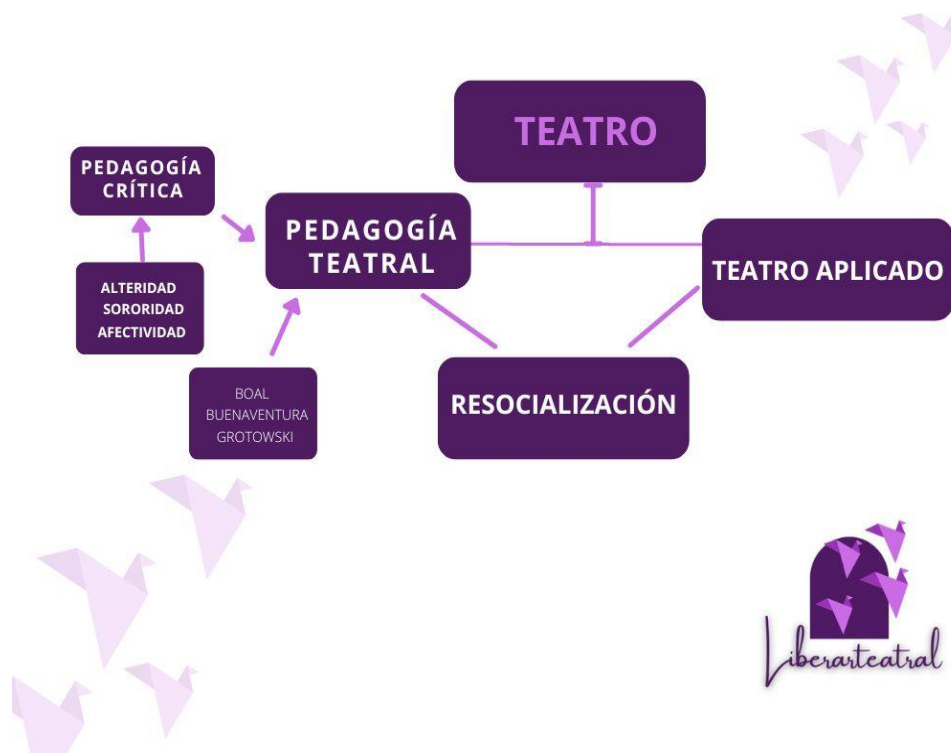 TEATRO
PEDAGOGÍA
CRÍTICA
PEDAGOGÍA
TEATRAL
TEATRO APLICADO
ALTERIDAD
SORORIDAD
AFECTIVIDAD
BOAL
BUENAVENTURA
GROTOWSKI
RESOCIALIZACIÓN
Liberarteatral